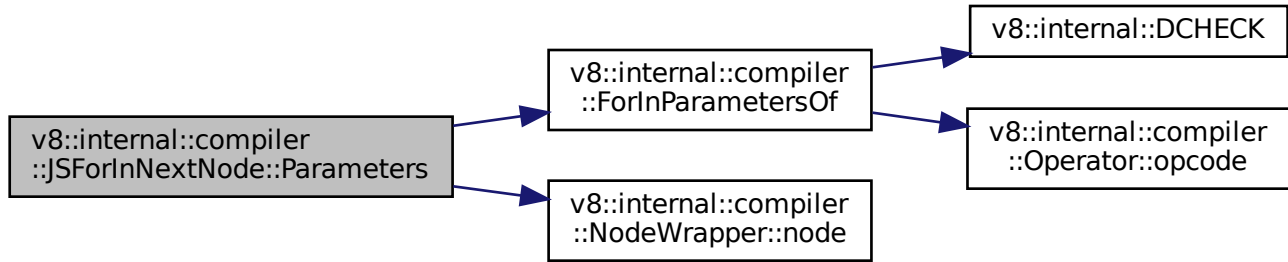 v8::internal::compiler
::JSForInNextNode::Parameters
v8::internal::compiler
::ForInParametersOf
v8::internal::DCHECK
v8::internal::compiler
::Operator::opcode
v8::internal::compiler
::NodeWrapper::node